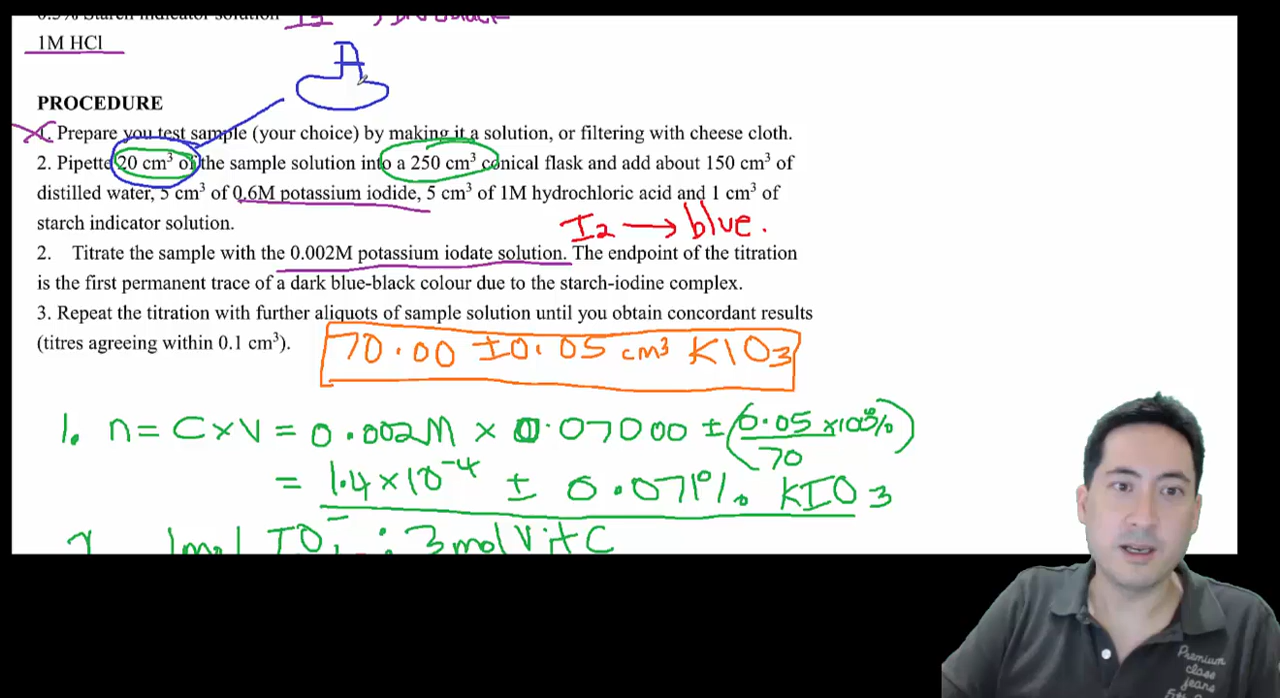 1M HCl
A
PROCEDURE
1. Prepare you test sample (your choice) by making it a solution, or filtering with cheese cloth.
2. Pipette 20 cm³ of the sample solution into a 250 cm³ conical flask and add about 150 cm³ of
distilled water, 5 cm³ of 0.6M potassium iodide, 5 cm³ of 1M hydrochloric acid and 1 cm³ of
starch indicator solution.
I2 → blue.
2. Titrate the sample with the 0.002M potassium iodate solution. The endpoint of the titration
is the first permanent trace of a dark blue-black colour due to the starch-iodine complex.
3. Repeat the titration with further aliquots of sample solution until you obtain concordant results
(titres agreeing within 0.1 cm³).
70.00 ±0.05 cm³ KIO3
1. n = C×V = 0.002M × 0.07000 ± (0.05 ×100%/70)
= 1.4×10⁻⁴ ± 0.071% KIO3
1mol IO3⁻ : 3mol Vit C
Premium
class
jeans